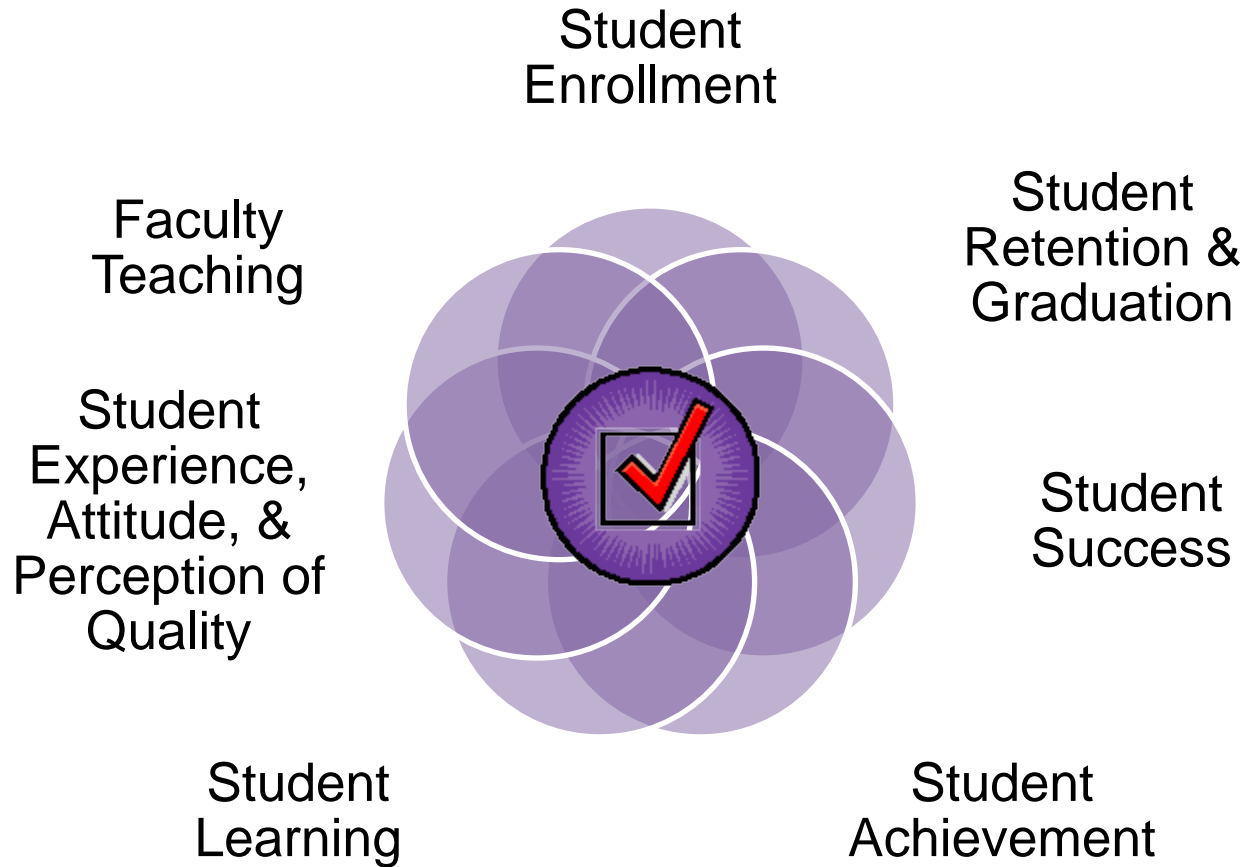 Student
Enrollment
Student
Retention &
Graduation
Student
Success
Student
Achievement
Student
Learning
Student
Experience,
Attitude, &
Perception of
Quality
Faculty
Teaching